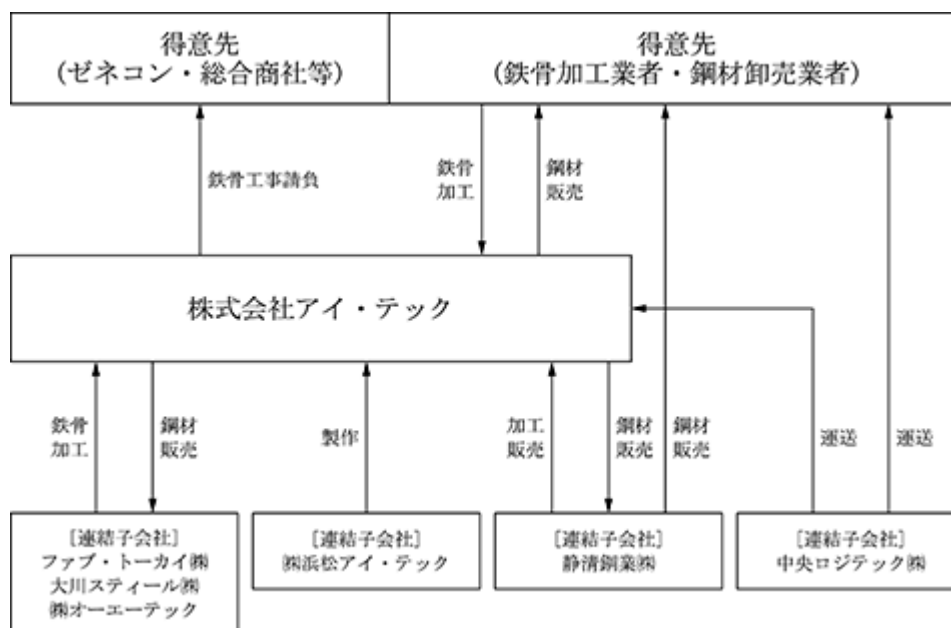 得意先
(ゼネコン・総合商社等)
得意先
(鉄骨加工業者・鋼材卸売業者)
鉄骨工事請負
鉄骨
加工
鋼材
販売
株式会社アイ・テック
鉄骨
加工
鋼材
販売
製作
加工
販売
鋼材
販売
鋼材
販売
運送
運送
［連結子会社］
ファブ・トーカイ㈱
大川スティール㈱
㈱オーエーテック
［連結子会社］
㈱浜松アイ・テック
［連結子会社］
静清鋼業㈱
［連結子会社］
中央ロジテック㈱